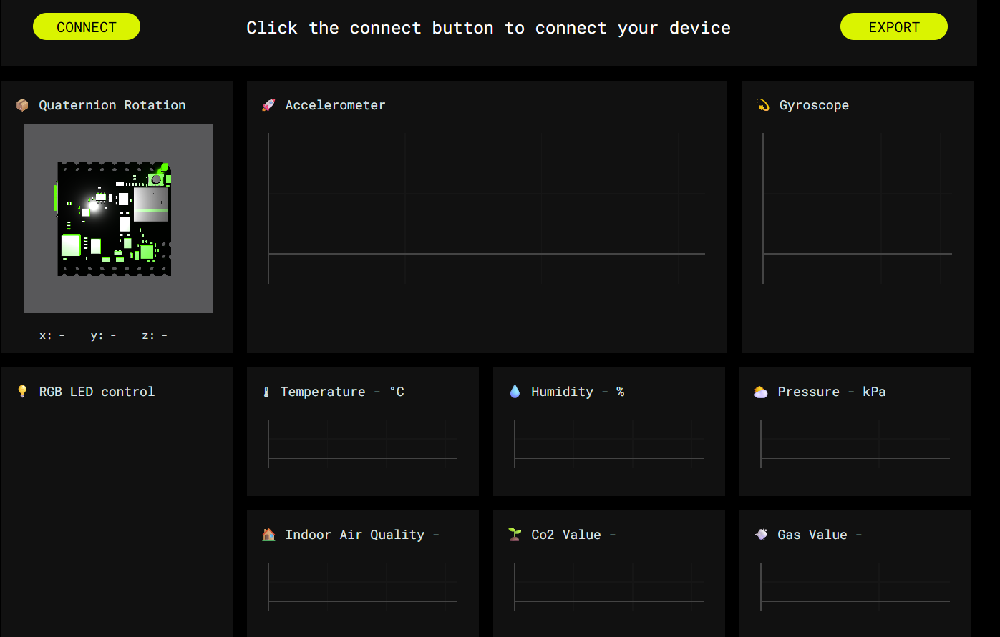 CONNECT
Click the connect button to connect your device
EXPORT
Quaternion Rotation
Accelerometer
Gyroscope
x: -
y: -
z: -
RGB LED control
Temperature - °C
Humidity - %
Pressure - kPa
Indoor Air Quality -
Co2 Value -
Gas Value -